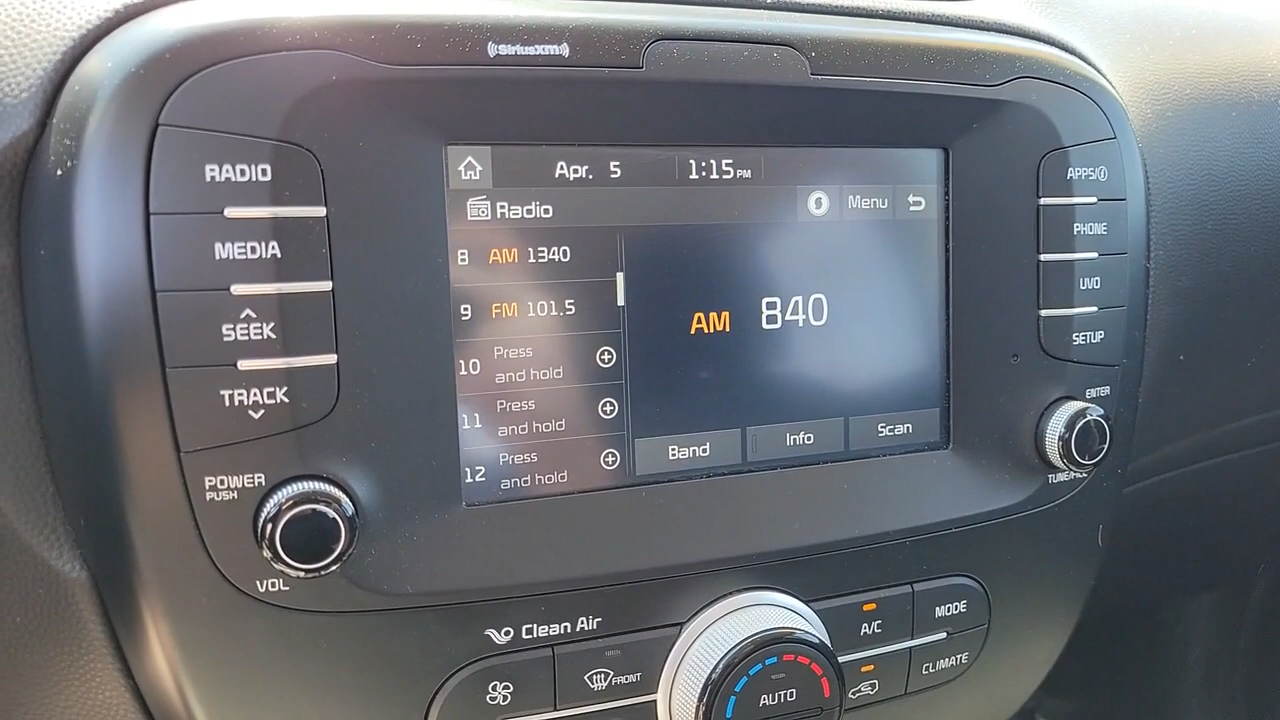 ((SiriusXM))
Apr. 5
1:15 PM
Radio
Menu
8 AM 1340
9 FM 101.5
10 Press
and hold
11 Press
and hold
12 Press
and hold
AM 840
Band
Info
Scan
RADIO
MEDIA
SEEK
TRACK
POWER
PUSH
VOL
APPS/i
PHONE
UVO
SETUP
ENTER
Clean Air
FRONT
AUTO
A/C
MODE
CLIMATE